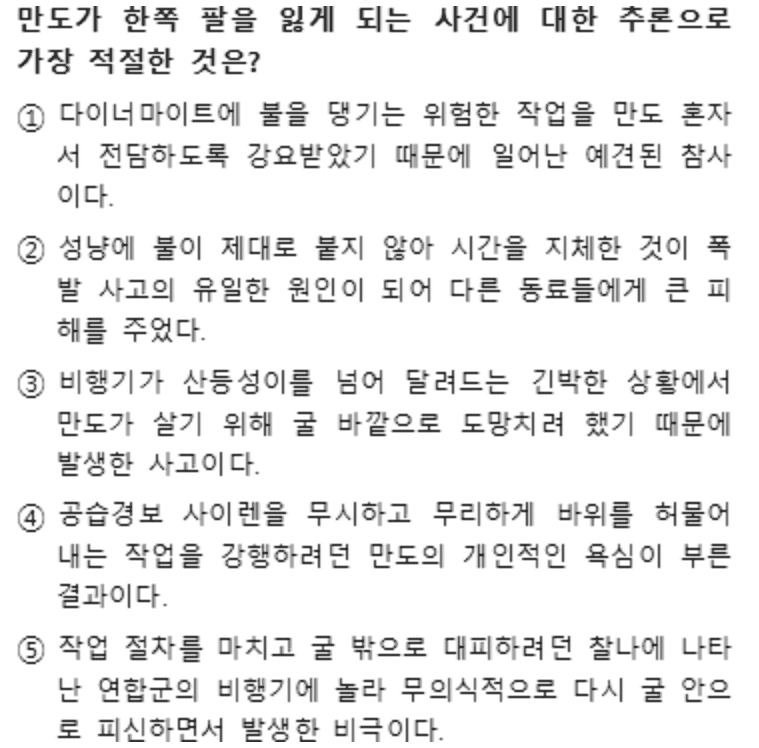 만도가 한쪽 팔을 잃게 되는 사건에 대한 추론으로
가장 적절한 것은?
① 다이너마이트에 불을 댕기는 위험한 작업을 만도 혼자
서 전담하도록 강요받았기 때문에 일어난 예견된 참사
이다.
② 성냥에 불이 제대로 붙지 않아 시간을 지체한 것이 폭
발 사고의 유일한 원인이 되어 다른 동료들에게 큰 피
해를 주었다.
③ 비행기가 산등성이를 넘어 달려드는 긴박한 상황에서
만도가 살기 위해 굴 바깥으로 도망치려 했기 때문에
발생한 사고이다.
④ 공습경보 사이렌을 무시하고 무리하게 바위를 허물어
내는 작업을 강행하려던 만도의 개인적인 욕심이 부른
결과이다.
⑤ 작업 절차를 마치고 굴 밖으로 대피하려던 찰나에 나타
난 연합군의 비행기에 놀라 무의식적으로 다시 굴 안으
로 피신하면서 발생한 비극이다.